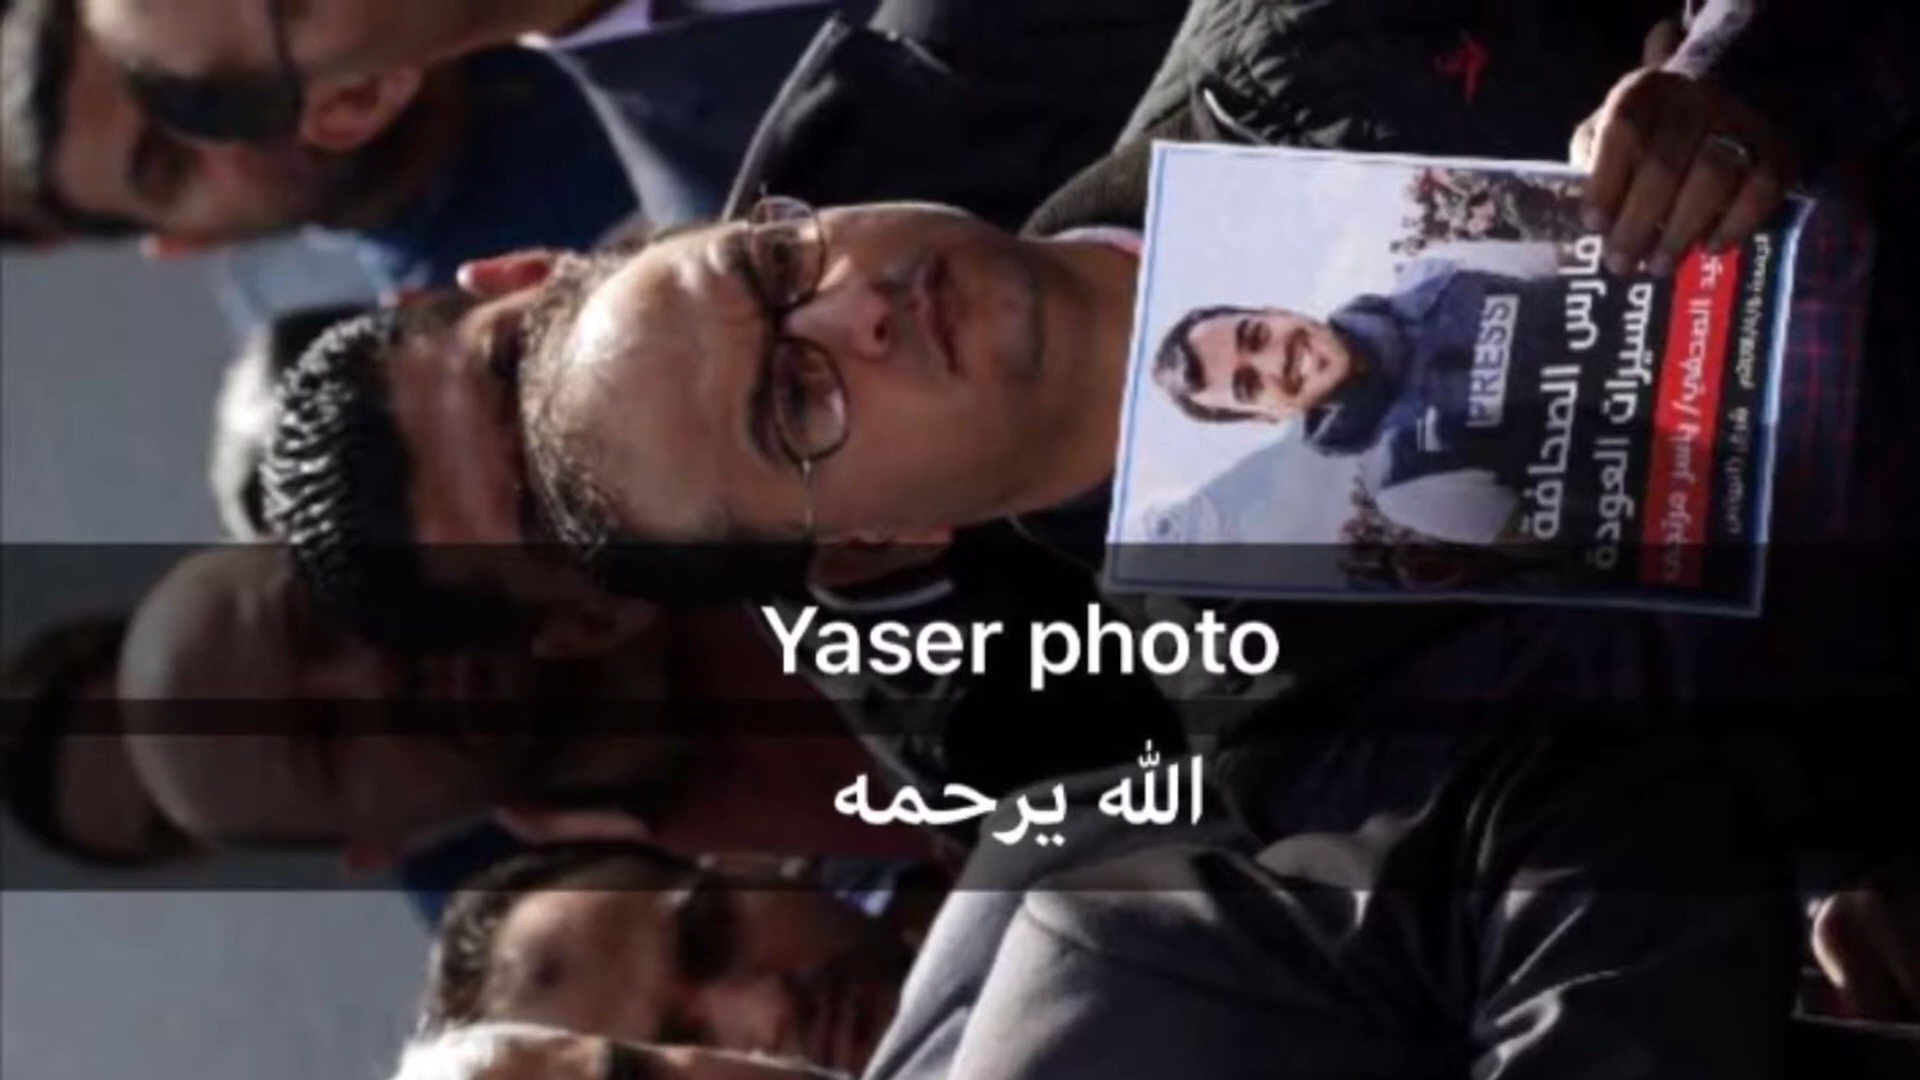 Yaser photo
الله يرحمه
PRESS
فارس الصحافة
مسيرات العودة
الصحفي/ ياسر مرتجى